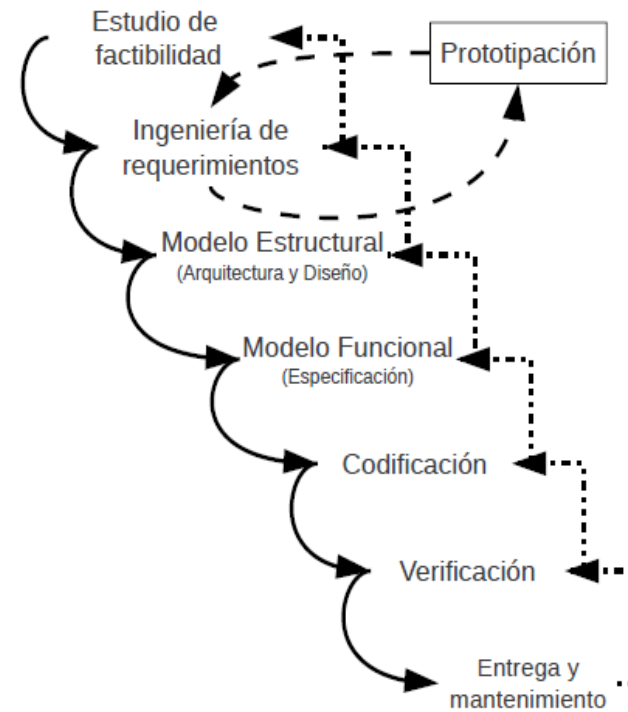 Estudio de
factibilidad
Prototipación
Ingeniería de
requerimientos
Modelo Estructural
(Arquitectura y Diseño)
Modelo Funcional
(Especificación)
Codificación
Verificación
Entrega y
mantenimiento